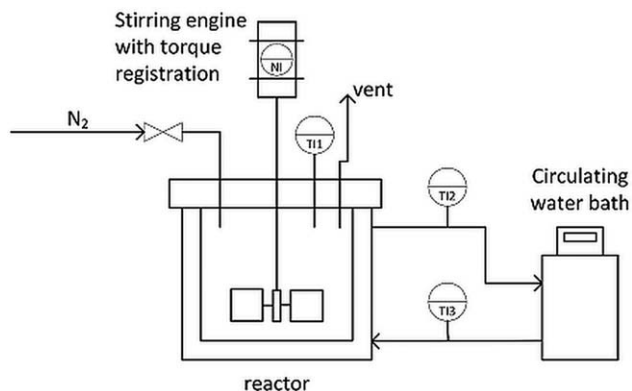 Stirring engine
with torque
registration
NI
vent
N₂
TI1
TI2
Circulating
water bath
TI3
reactor